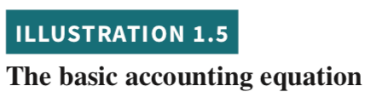 ILLUSTRATION 1.5
The basic accounting equation